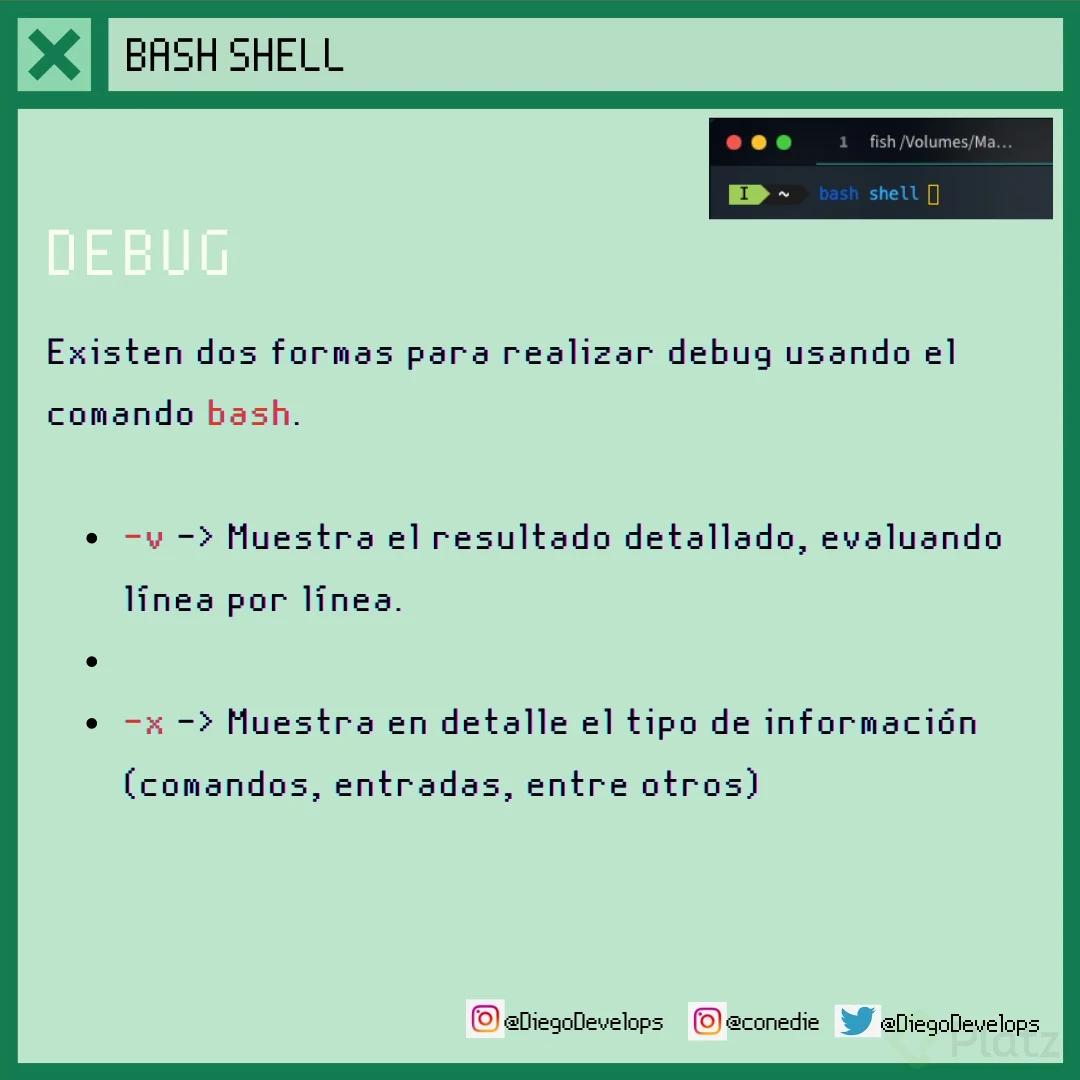 BASH SHELL
1 fish /Volumes/Ma...
I ~ bash shell
DEBUG
Existen dos formas para realizar debug usando el
comando bash.
-v -> Muestra el resultado detallado, evaluando
línea por línea.
-x -> Muestra en detalle el tipo de información
(comandos, entradas, entre otros)
@DiegoDevelops @conedie @DiegoDevelops
Platz